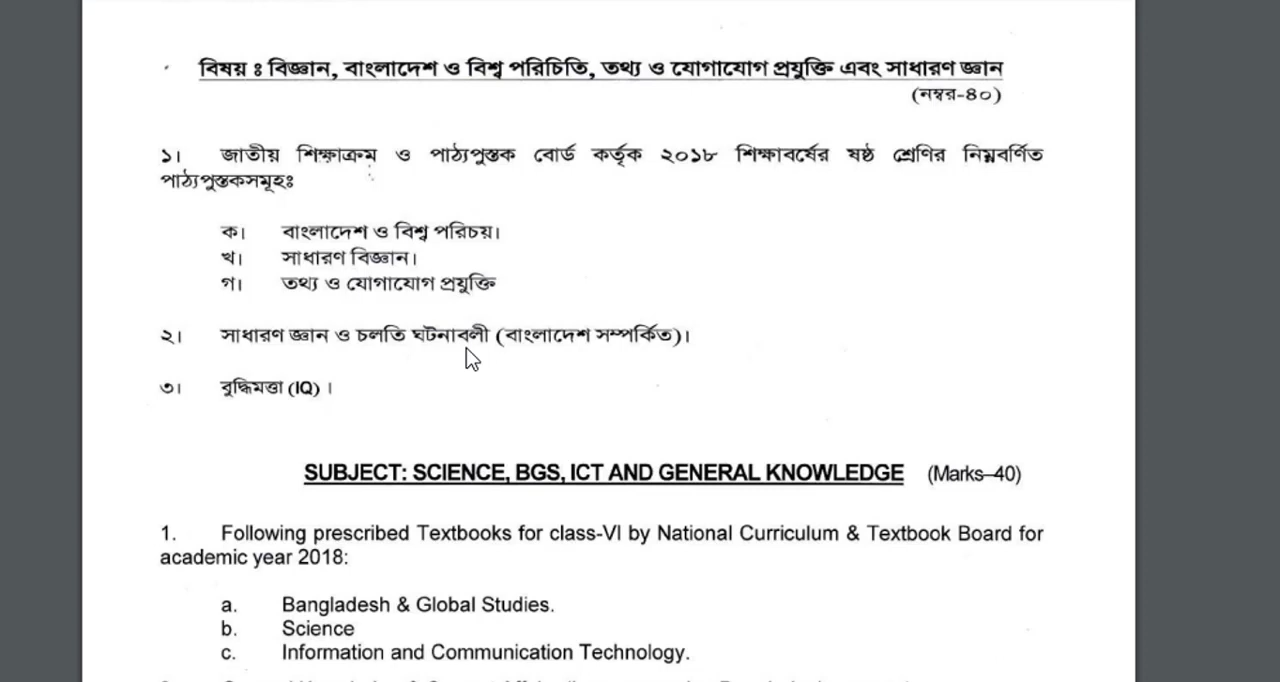 বিষয় ঃ বিজ্ঞান, বাংলাদেশ ও বিশ্ব পরিচিতি, তথ্য ও যোগাযোগ প্রযুক্তি এবং সাধারণ জ্ঞান
(নম্বর-৪০)
১। জাতীয় শিক্ষাক্রম ও পাঠ্যপুস্তক বোর্ড কর্তৃক ২০১৮ শিক্ষাবর্ষের ষষ্ঠ শ্রেণির নিম্নবর্ণিত
পাঠ্যপুস্তকসমূহঃ
ক। বাংলাদেশ ও বিশ্ব পরিচয়।
খ। সাধারণ বিজ্ঞান।
গ। তথ্য ও যোগাযোগ প্রযুক্তি
২। সাধারণ জ্ঞান ও চলতি ঘটনাবলী (বাংলাদেশ সম্পর্কিত)।
৩। বুদ্ধিমত্তা (IQ) ।
SUBJECT: SCIENCE, BGS, ICT AND GENERAL KNOWLEDGE (Marks–40)
1. Following prescribed Textbooks for class-VI by National Curriculum & Textbook Board for
academic year 2018:
a. Bangladesh & Global Studies.
b. Science
c. Information and Communication Technology.